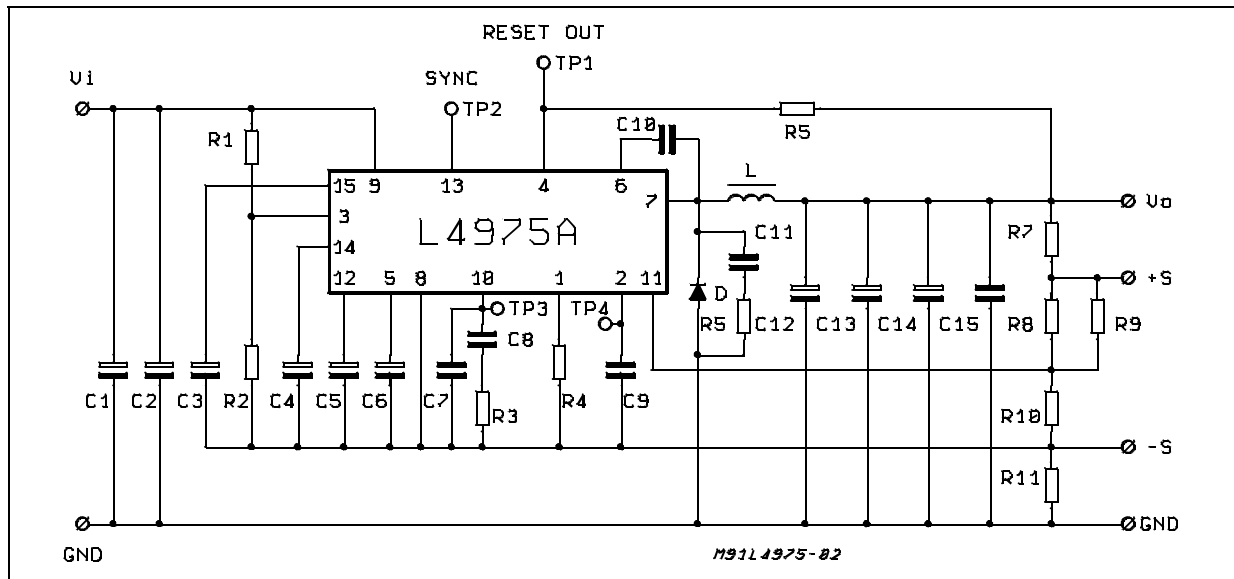 RESET OUT
Vi
SYNC
TP1
TP2
R1
C10
R5
L
15 9 13 4 6
7
Vo
3
L4975A
C11
R7
14
+S
12 5 8 10 1 2 11
D
TP3
TP4
R5
C12 C13 C14 C15
R8
R9
C8
C1 C2 C3 R2 C4 C5 C6 C7 R3 R4 C9
R10
-S
R11
GND
GND
M91L4975-02